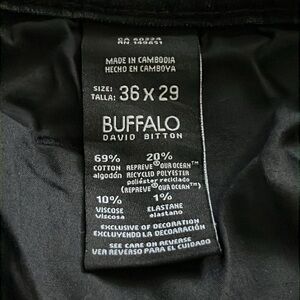 CA 60324
MADE IN CAMBODIA
HECHO EN CAMBOYA
SIZE:
TALLA: 36 X 29
BUFFALO
DAVID BITTON
69% 20%
COTTON REPREVE® OUR OCEAN™
algodón RECYCLED POLYESTER
poliéster reciclado
(REPREVE® OUR OCEAN™)
10% 1%
VISCOSE ELASTANE
viscosa elastano
EXCLUSIVE OF DECORATION
EXCLUYENDO LA DECORACIÓN
SEE CARE ON REVERSE
VER REVERSO PARA EL CUIDADO